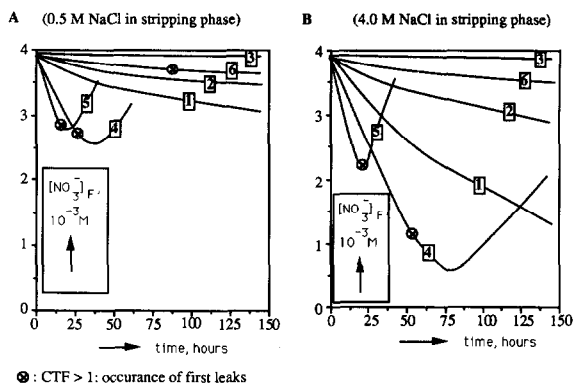 A (0.5 M NaCl in stripping phase)
B (4.0 M NaCl in stripping phase)
4
3
2
1
0
3
6
2
1
5
4
[NO3-]F,
10-3M
0 25 50 75 100 125 150
time, hours
4
3
2
1
0
3
6
2
5
1
4
[NO3-]F,
10-3M
0 25 50 75 100 125 150
time, hours
⊗ : CTF > 1: occurance of first leaks